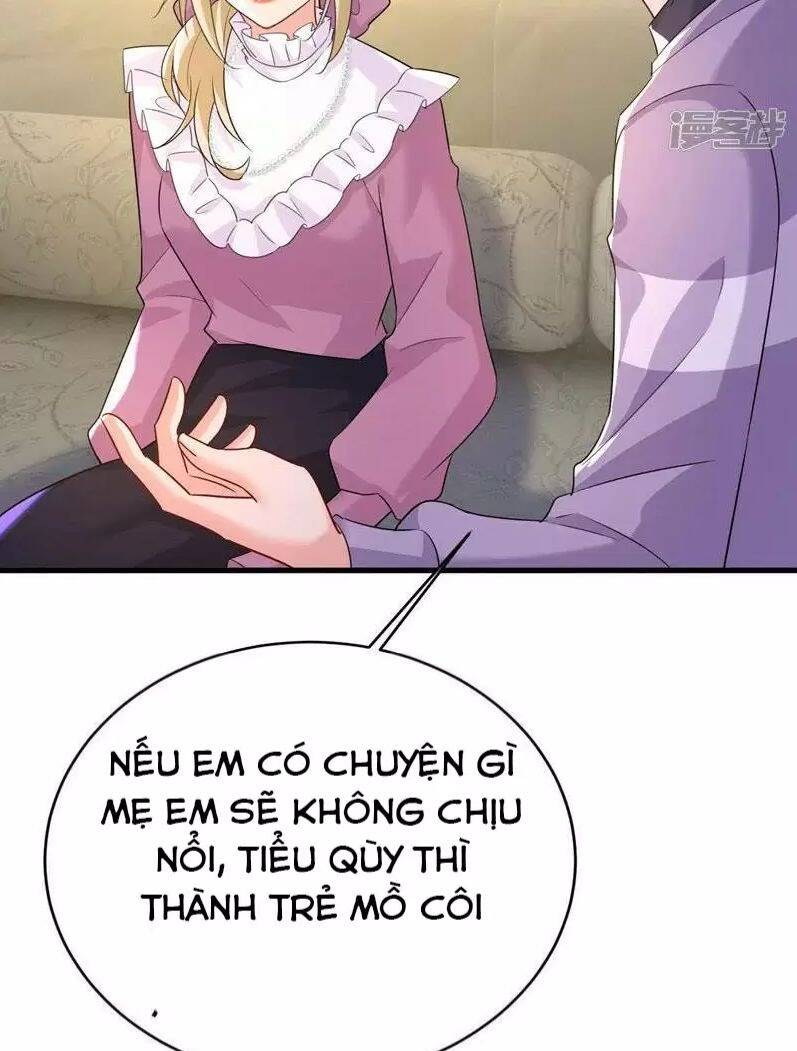 漫客栈
NẾU EM CÓ CHUYỆN GÌ
MẸ EM SẼ KHÔNG CHỊU
NỔI, TIỂU QÙY THÌ
THÀNH TRẺ MỒ CÔI